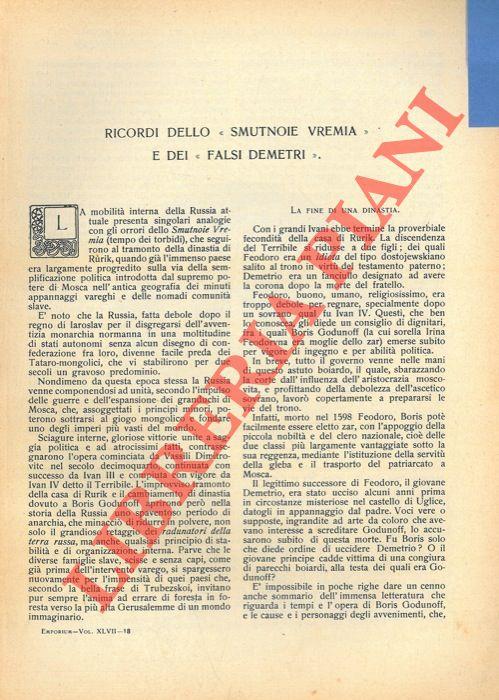 RICORDI DELLO « SMUTNOIE VREMIA »
E DEI « FALSI DEMETRI ».
LA mobilità interna della Russia at-
tuale presenta singolari analogie
con gli orrori dello Smutnoie Vre-
mia (tempo dei torbidi), che segui-
rono al tramonto della dinastia di
Rùrik, quando già l'immenso paese
era largamente progredito sulla via della sem-
plificazione politica introdotta dal supremo po-
tere di Mosca nell'antica geografia dei minuti
appannaggi vareghi e delle nomadi comunità
slave.
E' noto che la Russia, fatta debole dopo il
regno di Iaroslav per il disgregarsi dell'avven-
tizia monarchia normanna in una moltitudine
di stati autonomi senza alcun disegno di con-
federazione fra loro, divenne facile preda dei
Tataro-mongolici, che vi stabilirono per due
secoli un gravoso predominio.
Nondimeno da questa epoca stessa la Russia
venne componendosi ad unità, secondo l'impulso
delle guerre e dell'espansione dei granduchi di
Mosca, che, assoggettati i principi minori, po-
terono sottrarsi al giogo mongolico e fondare
uno degli imperi più vasti del mondo.
Sciagure interne, gloriose vittorie unite a sag-
gia politica e ad atrocissimi fatti, contrasse-
gnarono l'opera cominciata da Vassili Dimitro-
vitc nel secolo decimoquarto, continuata con
successo da Ivan III e compiuta con vigore da
Ivan IV detto il Terribile. L'improvviso tramonto
della casa di Rurik e il cambiamento di dinastia
dovuto a Boris Godunoff, aprirono però nella
storia della Russia uno spaventoso periodo di
anarchia, che minacciò di mandare in polvere, non
solo il grandioso retaggio dei radunatori della
terra russa, ma anche qualsiasi principio di sta-
bilità e di organizzazione interna. Parve che le
diverse famiglie slave, libere e senza capi, come
già prima dell'intervento varego, si spargessero
nuovamente per l'immensità di quei paesi che,
secondo la frase di Trubezskoi, invitano
pur sempre l'anima ad errare di foresta in fo-
resta verso la più alta Gerusalemme di un mondo
immaginario.
EMPORIUM—VOL. XLVII—18
LA FINE DI UNA DINASTIA.
Con i grandi Ivan ebbe termine la proverbiale
fecondità della casa di Rurik. La discendenza
del Terribile si ridusse a due figli; dei quali
Feodoro era un idiota del tipo dostojewskiano
salito al trono in forza del testamento paterno;
Demetrio era un fanciullo designato ad avere
la corona dopo la morte del fratello.
Feodoro, buono, umano, religiosissimo, era
troppo debole per regnare, specialmente dopo
un sovrano qual fu Ivan IV. Questi, che ben
lo conosceva, gli diede un consiglio di dignitari,
fra i quali Boris Godunoff (la cui sorella Irina
era stata data in moglie dello zar) emerse subito
per forza di ingegno e per abilità politica.
In breve, tutto il governo venne nelle mani
di questo astuto boiardo, il quale, sbarazzando
lo zar dall'influenza dell'aristocrazia mosco-
vita, e profittando della debolezza dell'ascetico
sovrano, lavorò copertamente a prepararsi le
vie del trono.
Infatti, morto nel 1598 Feodoro, Boris potè
facilmente essere eletto zar, con l'appoggio della
piccola nobiltà e del clero nazionale, cioè delle
due classi più largamente vantaggiate sotto la
sua reggenza, mediante l'istituzione della servitù
della gleba e il trasporto del patriarcato a
Mosca.
Il legittimo successore di Feodoro, il giovane
Demetrio, era stato ucciso alcuni anni prima
in circostanze misteriose nel castello di Uglice,
datogli in appannaggio dal padre. Voci vere o
supposte, ingrandite ad arte da coloro che ave-
vano interesse a screditare Godunoff, lo accu-
sarono subito di questa morte. Fu Boris solo
che diede ordine di uccidere Demetrio? O il
giovane principe cadde vittima di una congiura
di parecchi boiardi, alla testa dei quali era Go-
dunoff?
E' impossibile in poche righe dare un cenno
anche sommario dell'immensa letteratura che
riguarda i tempi e l'opera di Boris Godunoff,
e le cause e i personaggi degli avvenimenti, che,
LIBRERIA PIANI